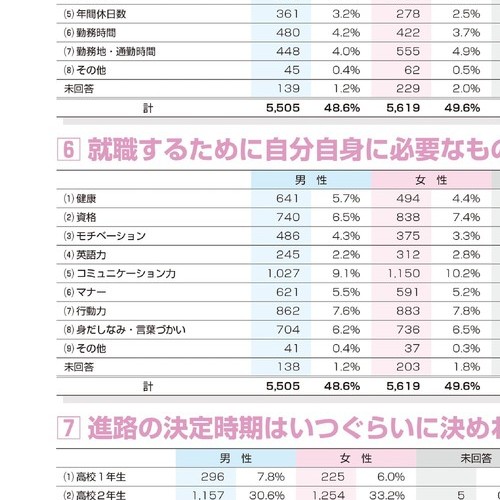 ⑸ 年間休日数 361 3.2% 278 2.5%
⑹ 勤務時間 480 4.2% 422 3.7%
⑺ 勤務地・通勤時間 448 4.0% 555 4.9%
⑻ その他 45 0.4% 62 0.5%
未回答 139 1.2% 229 2.0%
計 5,505 48.6% 5,619 49.6%
6 就職するために自分自身に必要なもの
男 性 女 性
⑴ 健康 641 5.7% 494 4.4%
⑵ 資格 740 6.5% 838 7.4%
⑶ モチベーション 486 4.3% 375 3.3%
⑷ 英語力 245 2.2% 312 2.8%
⑸ コミュニケーション力 1,027 9.1% 1,150 10.2%
⑹ マナー 621 5.5% 591 5.2%
⑺ 行動力 862 7.6% 883 7.8%
⑻ 身だしなみ・言葉づかい 704 6.2% 736 6.5%
⑼ その他 41 0.4% 37 0.3%
未回答 138 1.2% 203 1.8%
計 5,505 48.6% 5,619 49.6%
7 進路の決定時期はいつぐらいに決め
男 性 女 性 未回答
⑴ 高校1年生 296 7.8% 225 6.0%
⑵ 高校2年生 1,157 30.6% 1,254 33.2% 5